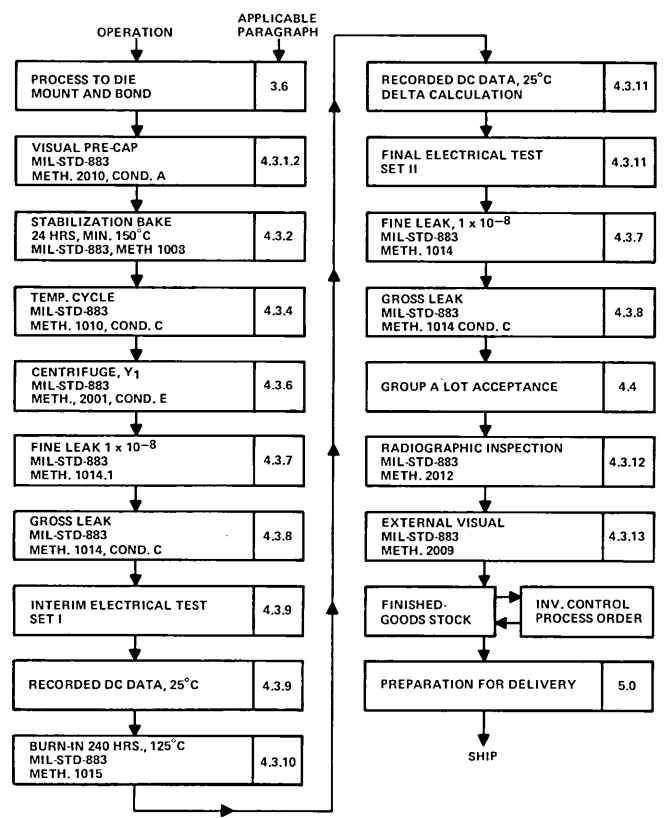 OPERATION
APPLICABLE
PARAGRAPH
PROCESS TO DIE
MOUNT AND BOND
3.6
VISUAL PRE-CAP
MIL-STD-883
METH. 2010, COND. A
4.3.1.2
STABILIZATION BAKE
24 HRS, MIN. 150°C
MIL-STD-883, METH 1008
4.3.2
TEMP. CYCLE
MIL-STD-883
METH. 1010, COND. C
4.3.4
CENTRIFUGE, Y1
MIL-STD-883
METH., 2001, COND. E
4.3.6
FINE LEAK 1 x 10–8
MIL-STD-883
METH. 1014.1
4.3.7
GROSS LEAK
MIL-STD-883
METH. 1014, COND. C
4.3.8
INTERIM ELECTRICAL TEST
SET I
4.3.9
RECORDED DC DATA, 25°C
4.3.9
BURN-IN 240 HRS., 125°C
MIL-STD-883
METH. 1015
4.3.10
RECORDED DC DATA, 25°C
DELTA CALCULATION
4.3.11
FINAL ELECTRICAL TEST
SET II
4.3.11
FINE LEAK, 1 x 10–8
MIL-STD-883
METH. 1014
4.3.7
GROSS LEAK
MIL-STD-883
METH. 1014 COND. C
4.3.8
GROUP A LOT ACCEPTANCE
4.4
RADIOGRAPHIC INSPECTION
MIL-STD-883
METH. 2012
4.3.12
EXTERNAL VISUAL
MIL-STD-883
METH. 2009
4.3.13
FINISHED-
GOODS STOCK
INV. CONTROL
PROCESS ORDER
PREPARATION FOR DELIVERY
5.0
SHIP